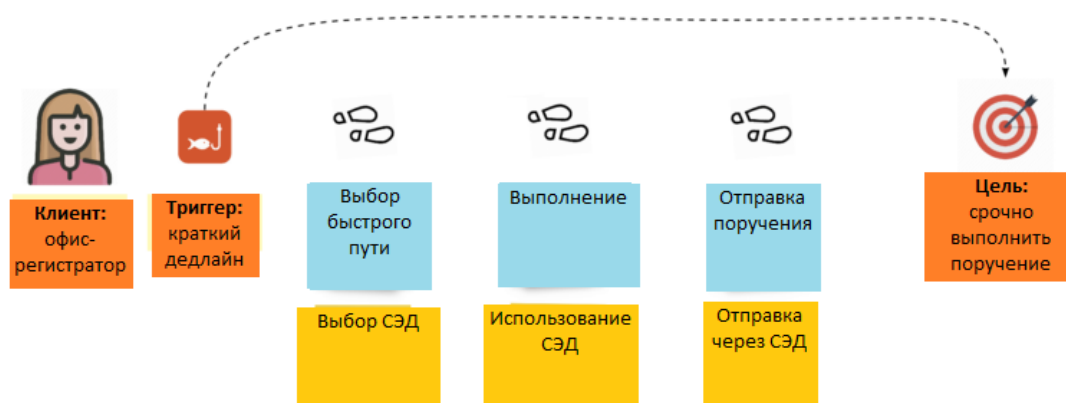 Клиент:
офис-
регистратор
Триггер:
краткий
дедлайн
Выбор
быстрого
пути
Выполнение
Отправка
поручения
Цель:
срочно
выполнить
поручение
Выбор СЭД
Использование
СЭД
Отправка
через СЭД